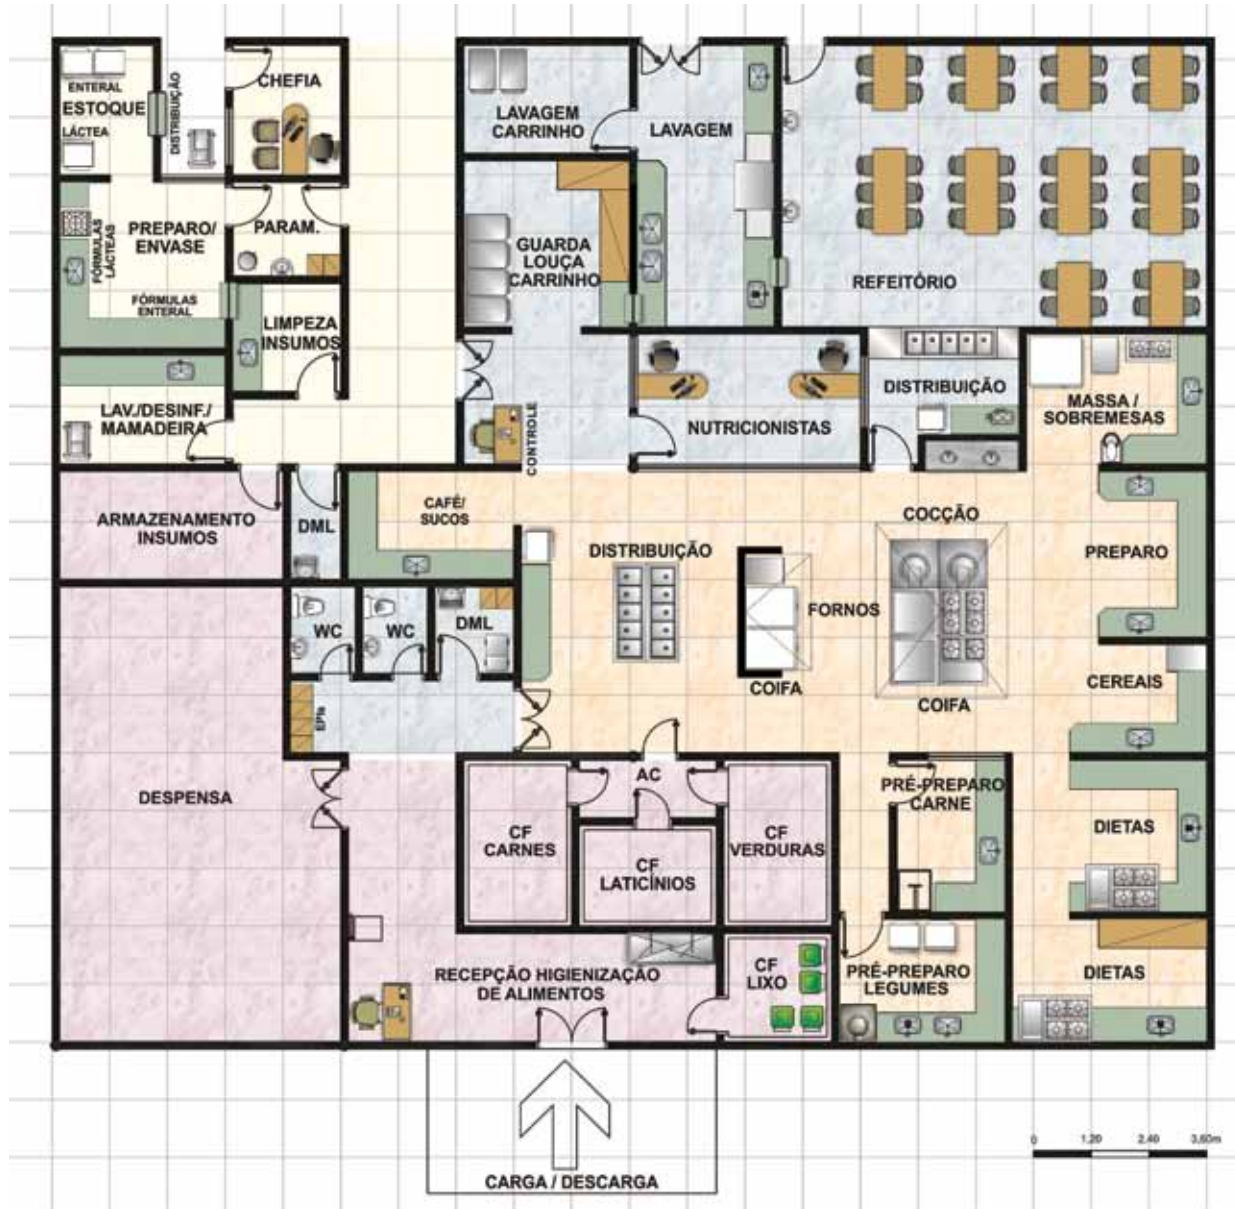 ENTERAL
ESTOQUE
LÁCTEA
DISTRIBUIÇÃO
CHEFIA
LAVAGEM
CARRINHO
LAVAGEM
PREPARO/
ENVASE
FÓRMULAS
LÁCTEAS
FÓRMULAS
ENTERAL
PARAM.
LIMPEZA
INSUMOS
GUARDA
LOUÇA
CARRINHO
REFEITÓRIO
LAV./DESINF./
MAMADEIRA
CONTROLE
NUTRICIONISTAS
DISTRIBUIÇÃO
MASSA /
SOBREMESAS
ARMAZENAMENTO
INSUMOS
DML
CAFÉ/
SUCOS
DISTRIBUIÇÃO
COCÇÃO
PREPARO
FORNOS
WC
WC
DML
COIFA
COIFA
CEREAIS
EPIs
DESPENSA
AC
CF
CARNES
CF
LATICÍNIOS
CF
VERDURAS
PRÉ-PREPARO
CARNE
DIETAS
RECEPÇÃO HIGIENIZAÇÃO
DE ALIMENTOS
CF
LIXO
PRÉ-PREPARO
LEGUMES
DIETAS
CARGA / DESCARGA
0 1,20 2,40 3,60m